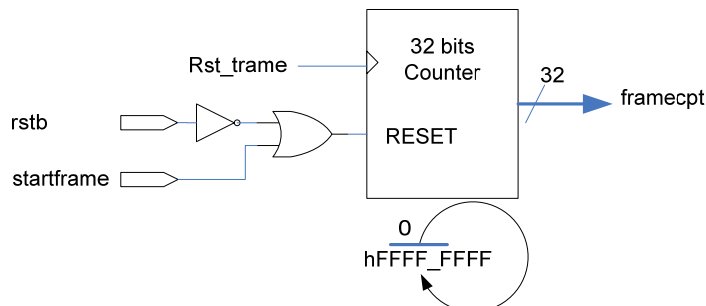 32 bits
Counter
Rst_trame
32
framecpt
rstb
RESET
startframe
0
hFFFF_FFFF